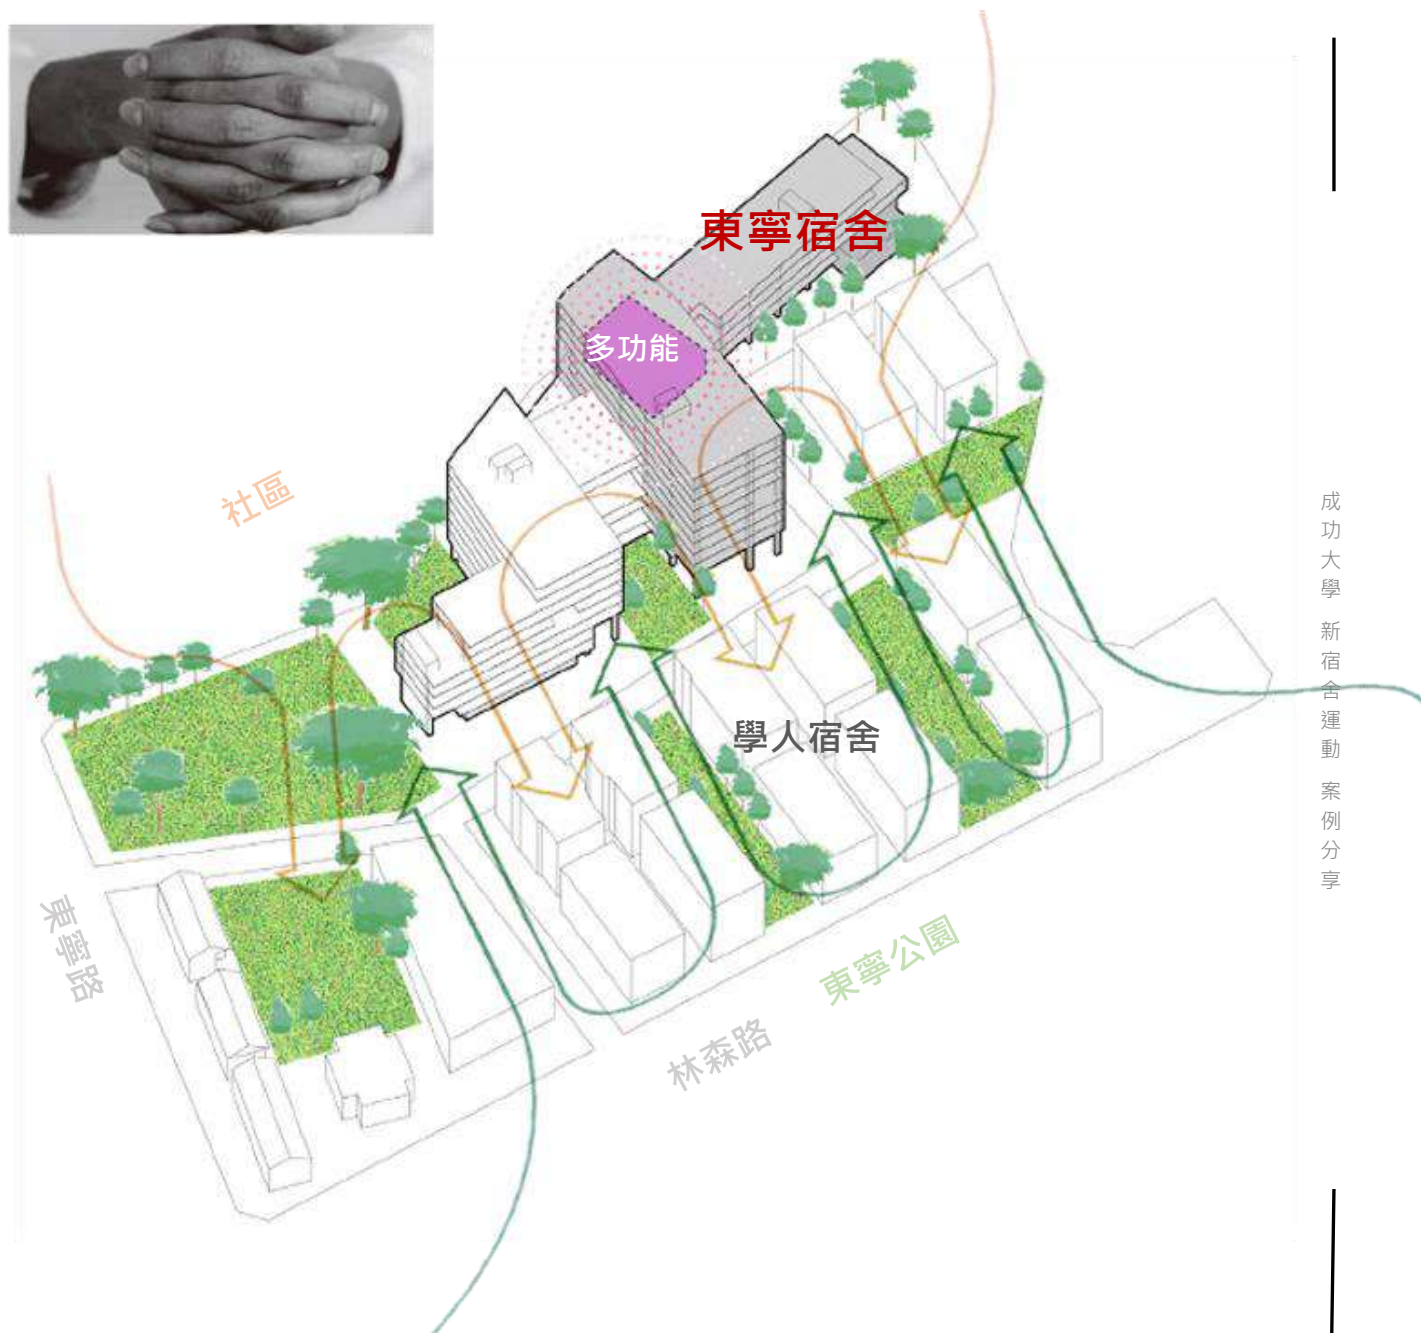 東寧宿舍
多功能
社區
學人宿舍
東寧路
東寧公園
林森路
成功大學 新宿舍運動 案例分享